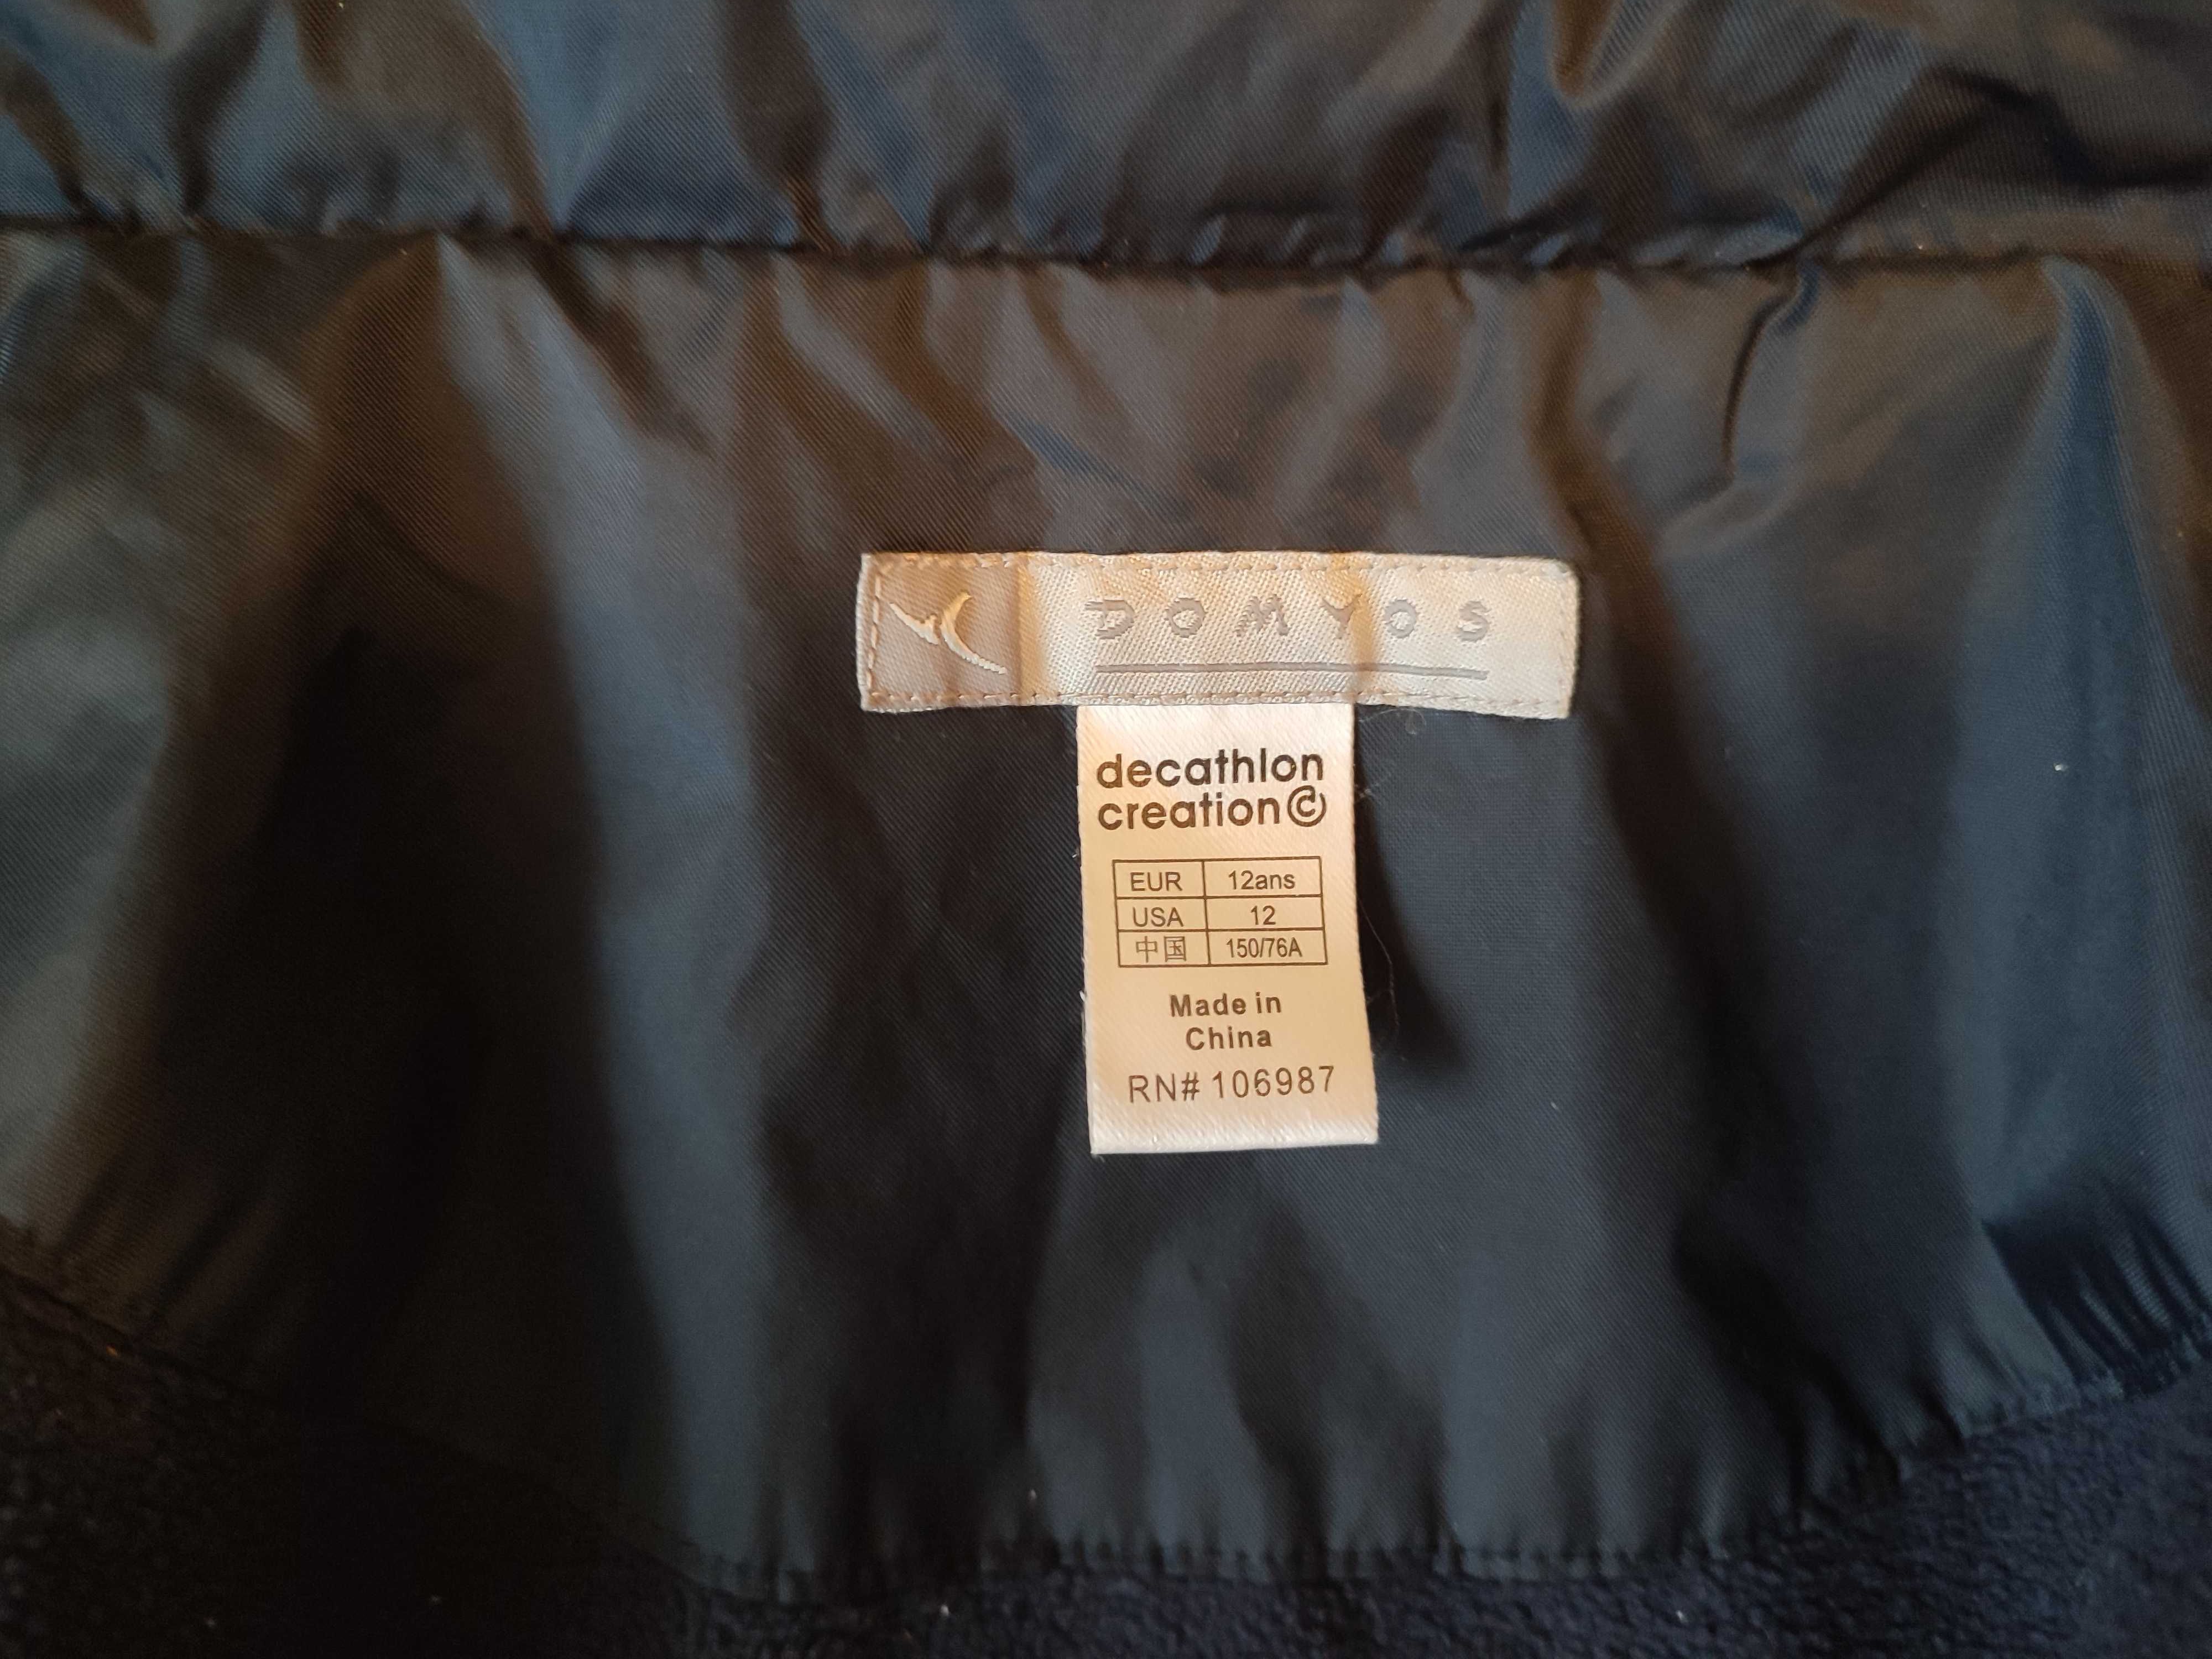 DOMYOS
decathlon
creation©
EUR 12ans
USA 12
中国 150/76A
Made in
China
RN# 106987